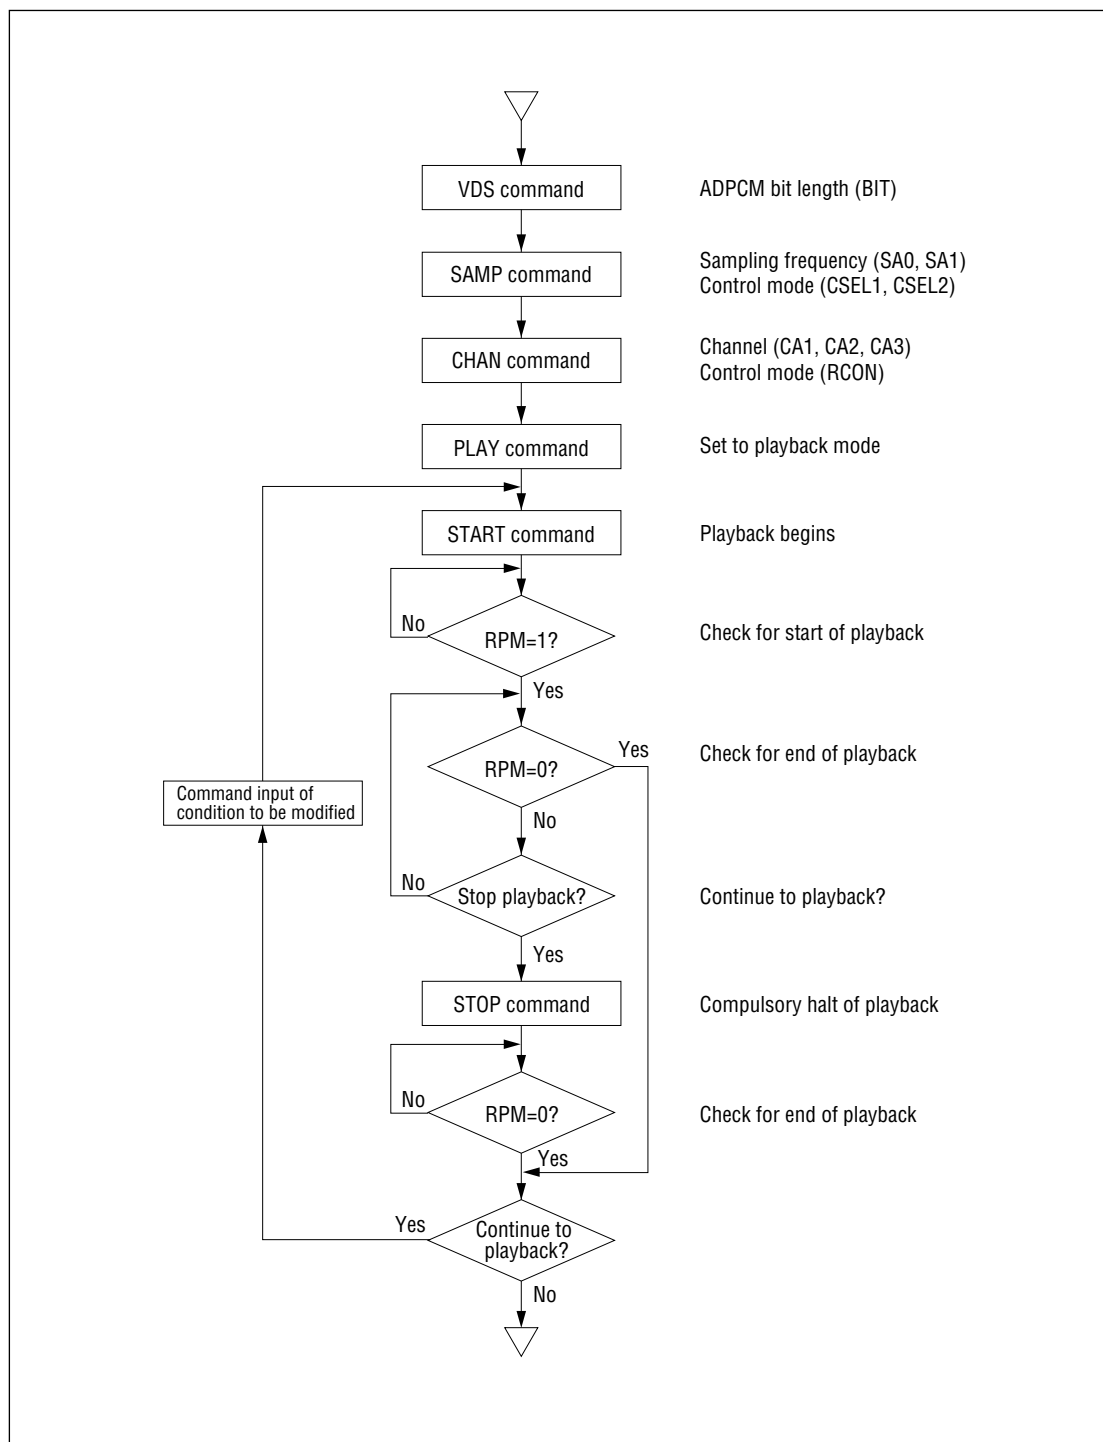 VDS command
ADPCM bit length (BIT)
SAMP command
Sampling frequency (SA0, SA1)
Control mode (CSEL1, CSEL2)
CHAN command
Channel (CA1, CA2, CA3)
Control mode (RCON)
PLAY command
Set to playback mode
START command
Playback begins
No
RPM=1?
Check for start of playback
Yes
RPM=0?
Yes
Check for end of playback
Command input of
condition to be modified
No
No
Stop playback?
Continue to playback?
Yes
STOP command
Compulsory halt of playback
No
RPM=0?
Check for end of playback
Yes
Yes
Continue to
playback?
No